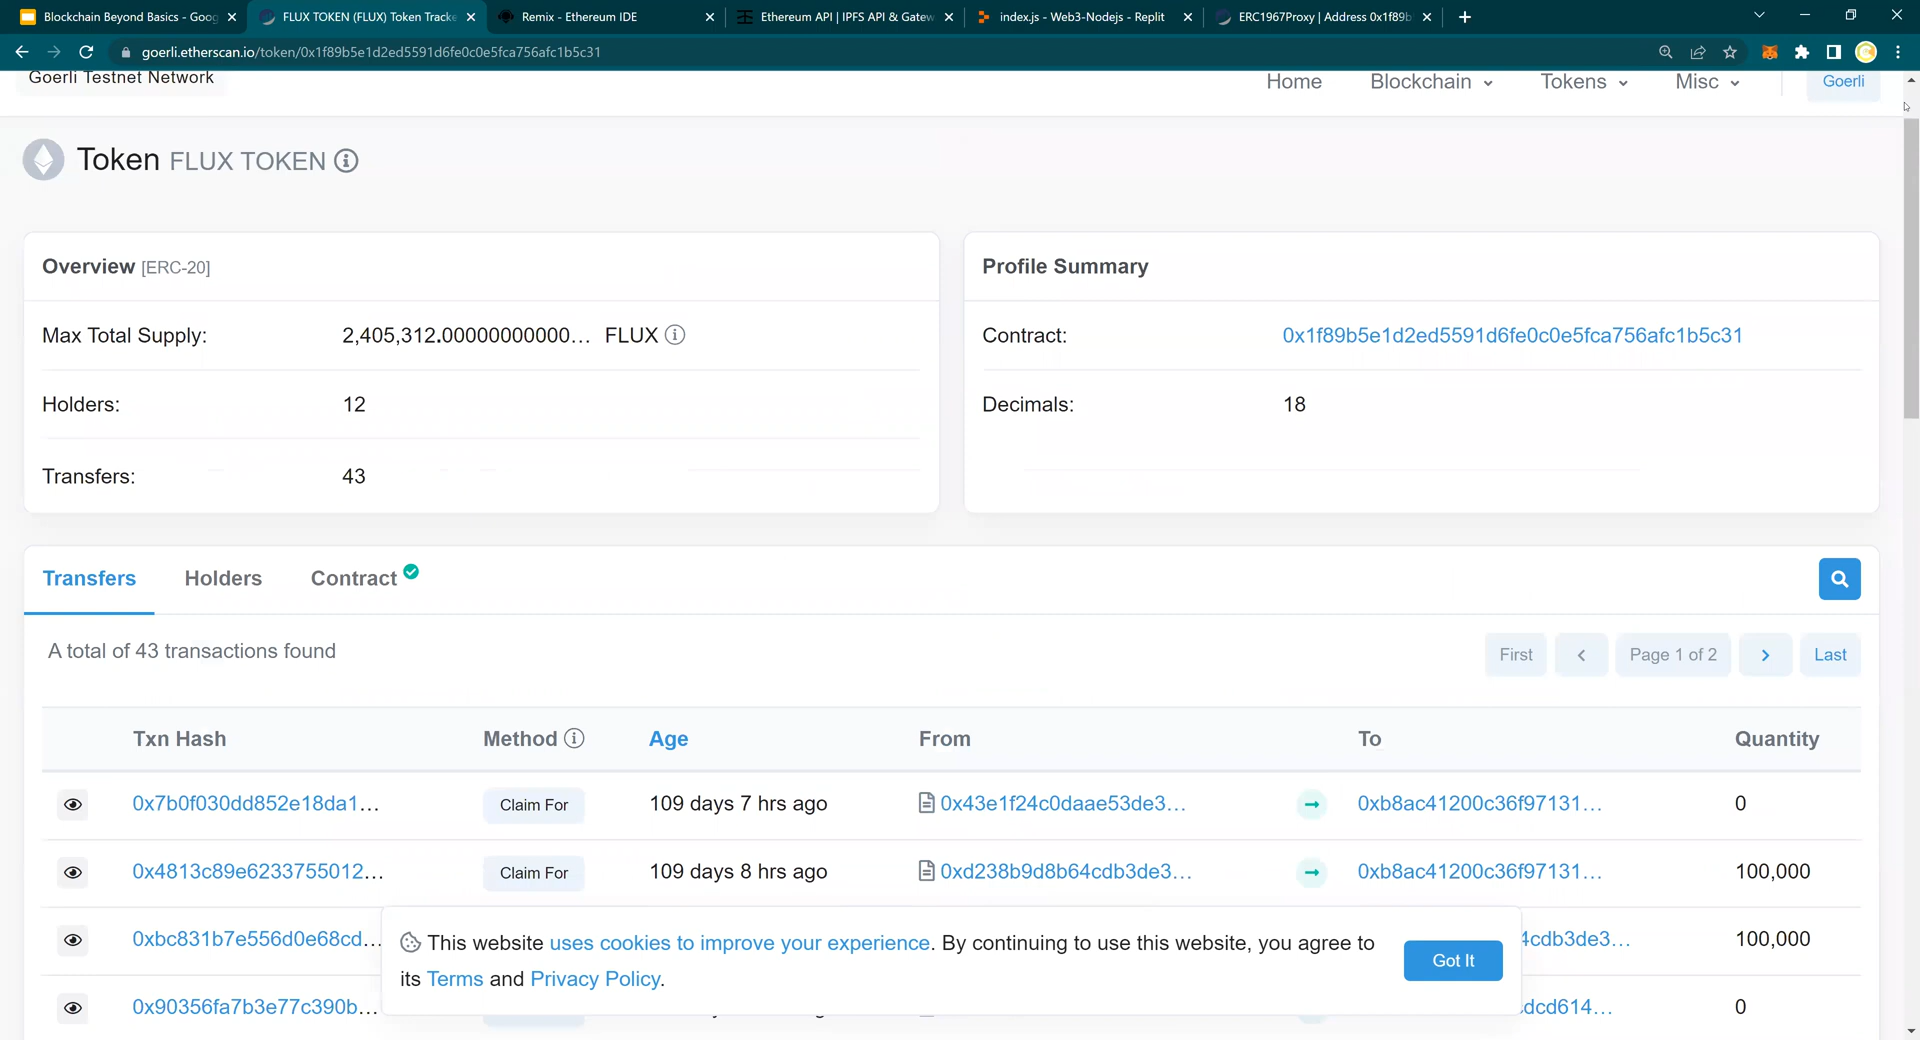 Blockchain Beyond Basics - Goog
FLUX TOKEN (FLUX) Token Tracke
Remix - Ethereum IDE
Ethereum API | IPFS API & Gatew
index.js - Web3-Nodejs - Replit
ERC1967Proxy | Address 0x1f89b
goerli.etherscan.io/token/0x1f89b5e1d2ed5591d6fe0c0e5fca756afc1b5c31
Goerli Testnet Network
Home
Blockchain
Tokens
Misc
Goerli
Token FLUX TOKEN
Overview [ERC-20]
Max Total Supply: 2,405,312.00000000000... FLUX
Holders: 12
Transfers: 43
Profile Summary
Contract: 0x1f89b5e1d2ed5591d6fe0c0e5fca756afc1b5c31
Decimals: 18
Transfers Holders Contract
A total of 43 transactions found
First Page 1 of 2 Last
Txn Hash Method Age From To Quantity
0x7b0f030dd852e18da1... Claim For 109 days 7 hrs ago 0x43e1f24c0daae53de3... 0xb8ac41200c36f97131... 0
0x4813c89e6233755012... Claim For 109 days 8 hrs ago 0xd238b9d8b64cdb3de3... 0xb8ac41200c36f97131... 100,000
0xbc831b7e556d0e68cd... 4cdb3de3... 100,000
0x90356fa7b3e77c390b... dcd614... 0
This website uses cookies to improve your experience. By continuing to use this website, you agree to
its Terms and Privacy Policy.
Got It